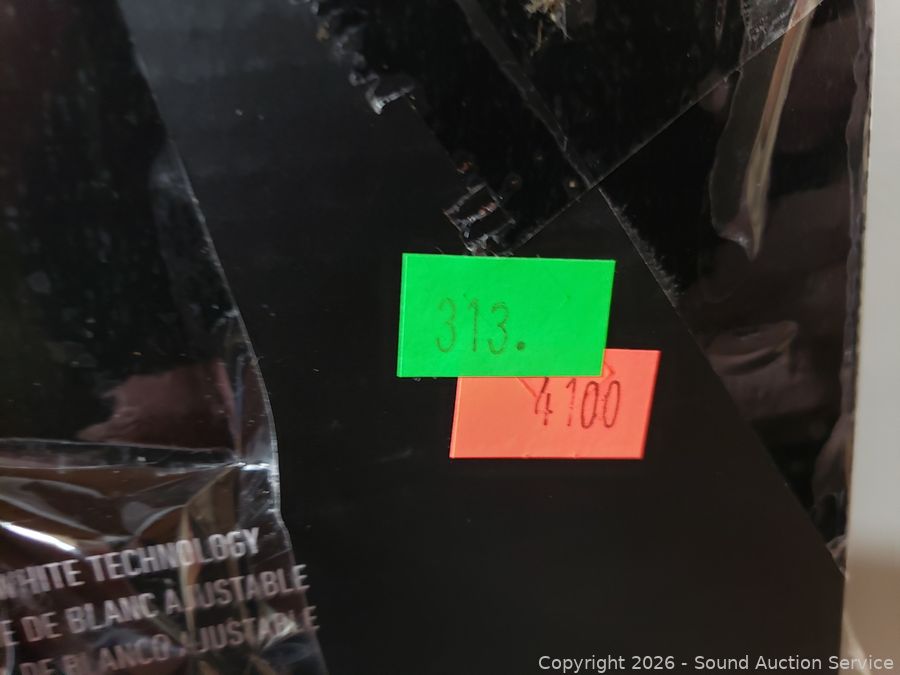 313.
4100
WHITE TECHNOLOGY
E DE BLANC AJUSTABLE
DE BLANCO AJUSTABLE
Copyright 2026 - Sound Auction Service